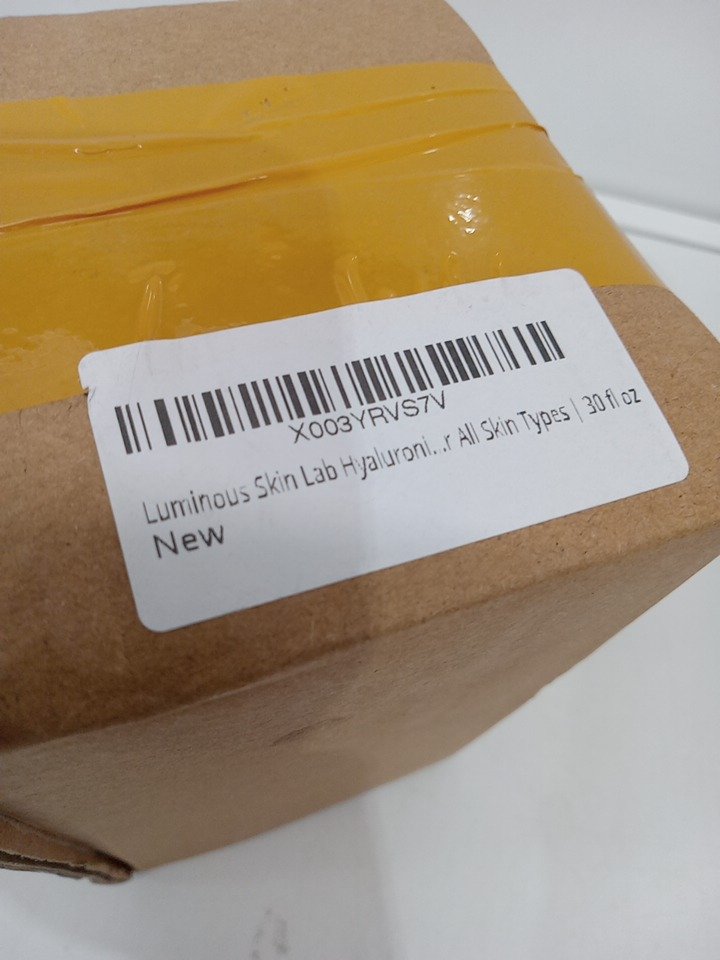 X003YRVS7V
Luminous Skin Lab Hyaluroni...r All Skin Types | 30 fl oz
New